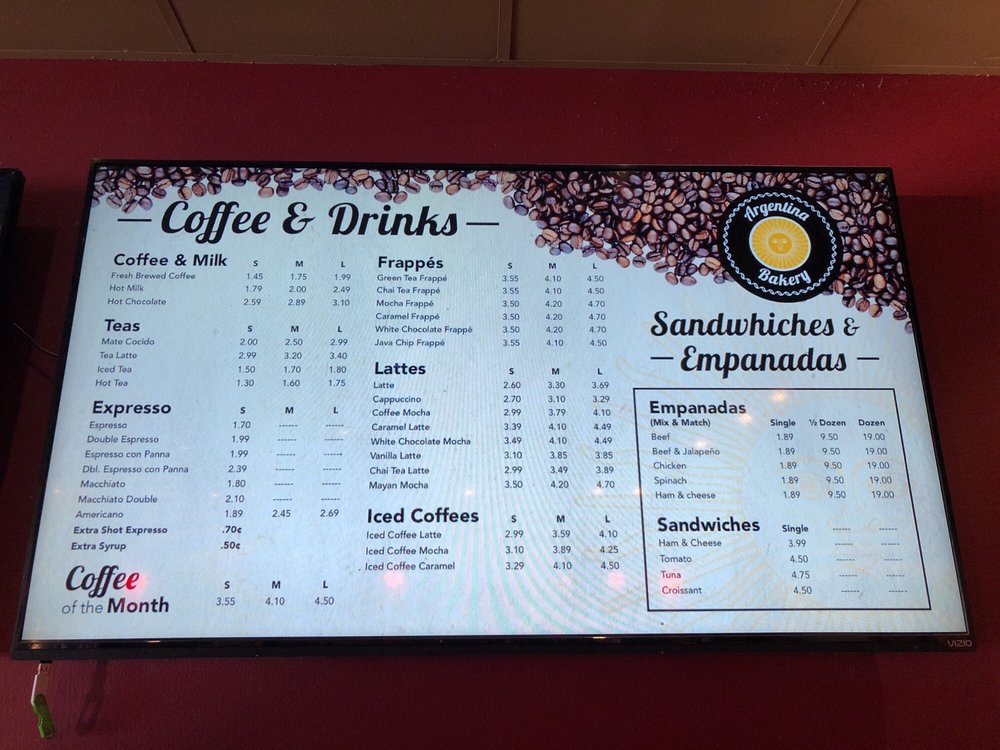 Coffee & Drinks
Coffee & Milk S M L
Fresh Brewed Coffee 1.45 1.75 1.99
Hot Milk 1.79 2.00 2.49
Hot Chocolate 2.59 2.89 3.10
Teas S M L
Mate Cocido 2.00 2.50 2.99
Tea Latte 2.99 3.20 3.40
Iced Tea 1.50 1.70 1.80
Hot Tea 1.30 1.60 1.75
Expresso S M L
Espresso 1.70 ------ ------
Double Espresso 1.99 ------ ------
Espresso con Panna 1.99 ------ ------
Dbl. Espresso con Panna 2.39 ------ ------
Macchiato 1.80 ------ ------
Macchiato Double 2.10 ------ ------
Americano 1.89 2.45 2.69
Extra Shot Expresso .70¢
Extra Syrup .50¢
Coffee S M L
of the Month 3.55 4.10 4.50
Frappés S M L
Green Tea Frappé 3.55 4.10 4.50
Chai Tea Frappé 3.55 4.10 4.50
Mocha Frappé 3.50 4.20 4.70
Caramel Frappé 3.50 4.20 4.70
White Chocolate Frappé 3.50 4.20 4.70
Java Chip Frappé 3.55 4.10 4.50
Lattes S M L
Latte 2.60 3.30 3.69
Cappuccino 2.70 3.10 3.29
Coffee Mocha 2.99 3.79 4.10
Caramel Latte 3.39 4.10 4.49
White Chocolate Mocha 3.49 4.10 4.49
Vanilla Latte 3.10 3.85 3.85
Chai Tea Latte 2.99 3.49 3.89
Mayan Mocha 3.50 4.20 4.70
Iced Coffees S M L
Iced Coffee Latte 2.99 3.59 4.10
Iced Coffee Mocha 3.10 3.89 4.25
Iced Coffee Caramel 3.29 4.10 4.50
Argentina
Bakery
Sandwhiches &
Empanadas
Empanadas
(Mix & Match) Single ½ Dozen Dozen
Beef 1.89 9.50 19.00
Beef & Jalapeño 1.89 9.50 19.00
Chicken 1.89 9.50 19.00
Spinach 1.89 9.50 19.00
Ham & cheese 1.89 9.50 19.00
Sandwiches Single ------ ------
Ham & Cheese 3.99
Tomato 4.50 ------ ------
Tuna 4.75 ------ ------
Croissant 4.50 ------ ------
VIZIO